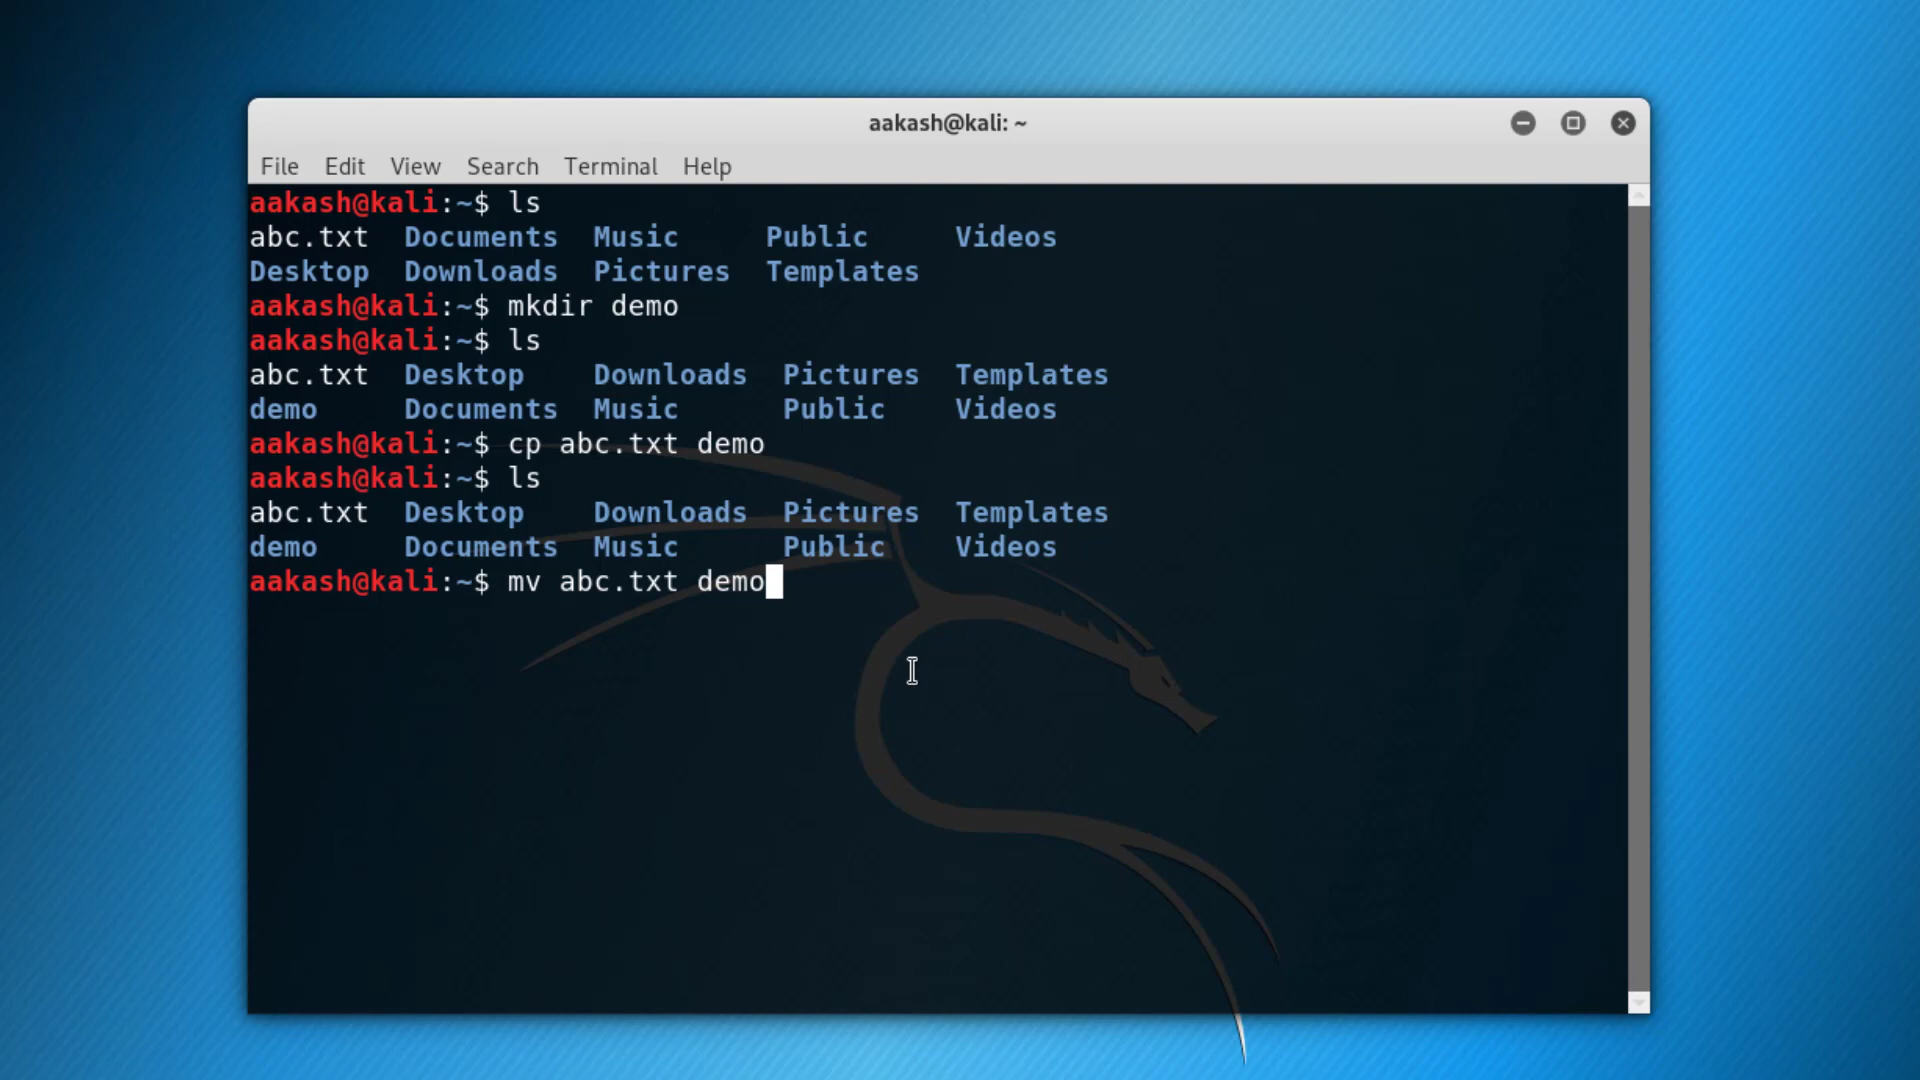 aakash@kali: ~
File Edit View Search Terminal Help
aakash@kali:~$ ls
abc.txt Documents Music Public Videos
Desktop Downloads Pictures Templates
aakash@kali:~$ mkdir demo
aakash@kali:~$ ls
abc.txt Desktop Downloads Pictures Templates
demo Documents Music Public Videos
aakash@kali:~$ cp abc.txt demo
aakash@kali:~$ ls
abc.txt Desktop Downloads Pictures Templates
demo Documents Music Public Videos
aakash@kali:~$ mv abc.txt demo